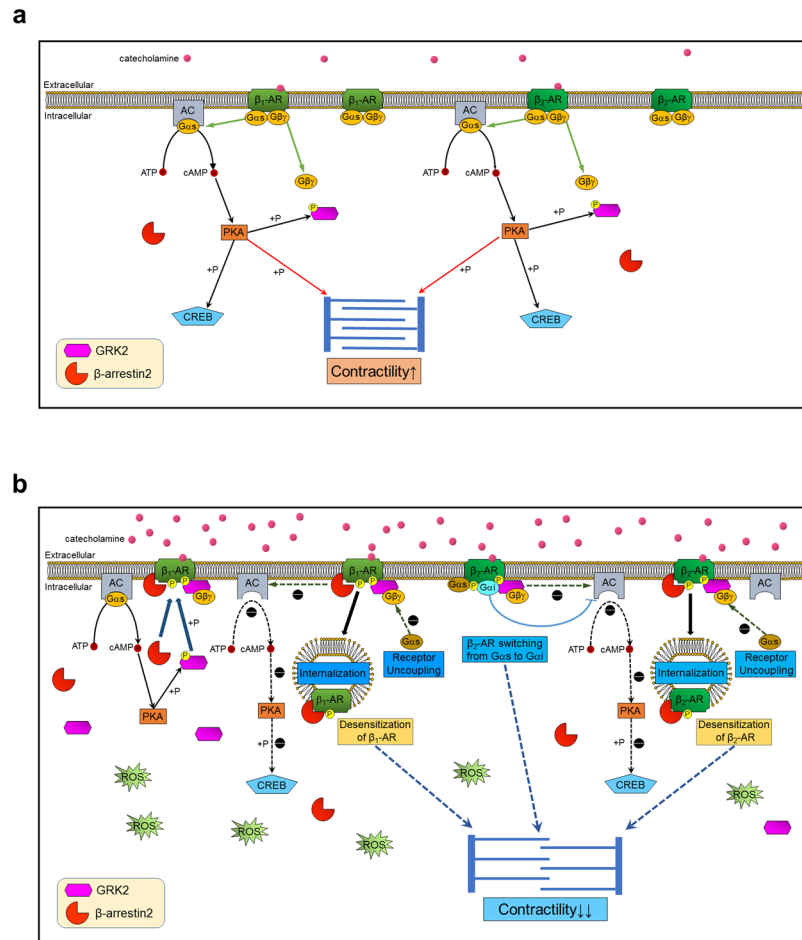 a
catecholamine
Extracellular
Intracellular
AC
Gαs
β1-AR
Gαs Gβγ
β1-AR
Gαs Gβγ
AC
Gαs
β2-AR
Gαs Gβγ
β2-AR
Gαs Gβγ
ATP
cAMP
Gβγ
ATP
cAMP
Gβγ
P
+P
PKA
+P
+P
CREB
P
+P
PKA
+P
+P
CREB
GRK2
β-arrestin2
Contractility↑
b
catecholamine
Extracellular
Intracellular
AC
Gαs
β1-AR
P P
Gβγ
AC
β1-AR
P P
Gβγ
β2-AR
Gαs
P
P
Gαi
Gβγ
AC
β2-AR
P P
Gβγ
AC
ATP
cAMP
+P
P
+P
PKA
ATP
cAMP
PKA
+P
CREB
Gαs
Receptor
Uncoupling
Internalization
β1-AR
P
Desensitization
of β1-AR
β2-AR switching
from Gαs to Gαi
ATP
cAMP
PKA
+P
CREB
Gαs
Receptor
Uncoupling
Internalization
β2-AR
P
Desensitization
of β2-AR
ROS
ROS
ROS
ROS
ROS
ROS
GRK2
β-arrestin2
Contractility↓↓